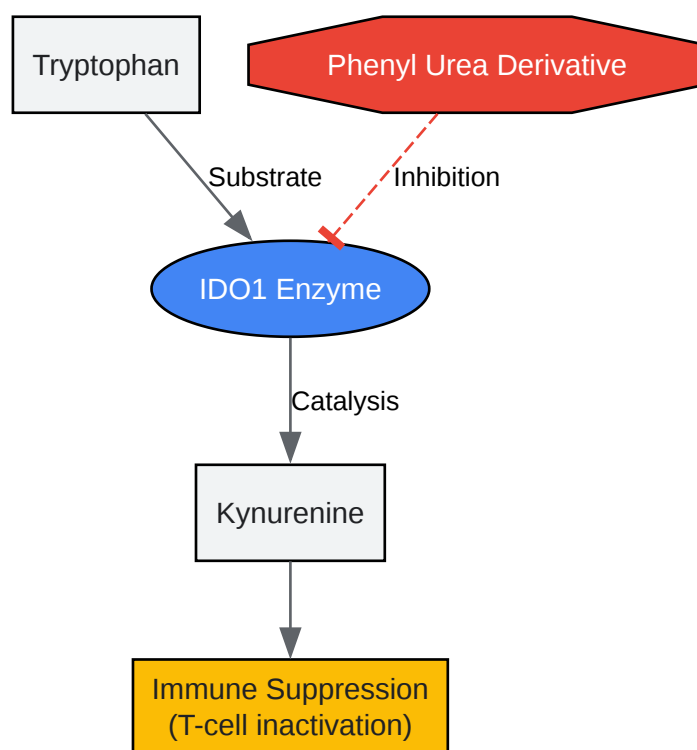 Tryptophan
Phenyl Urea Derivative
Substrate
Inhibition
IDO1 Enzyme
Catalysis
Kynurenine
Immune Suppression
(T-cell inactivation)